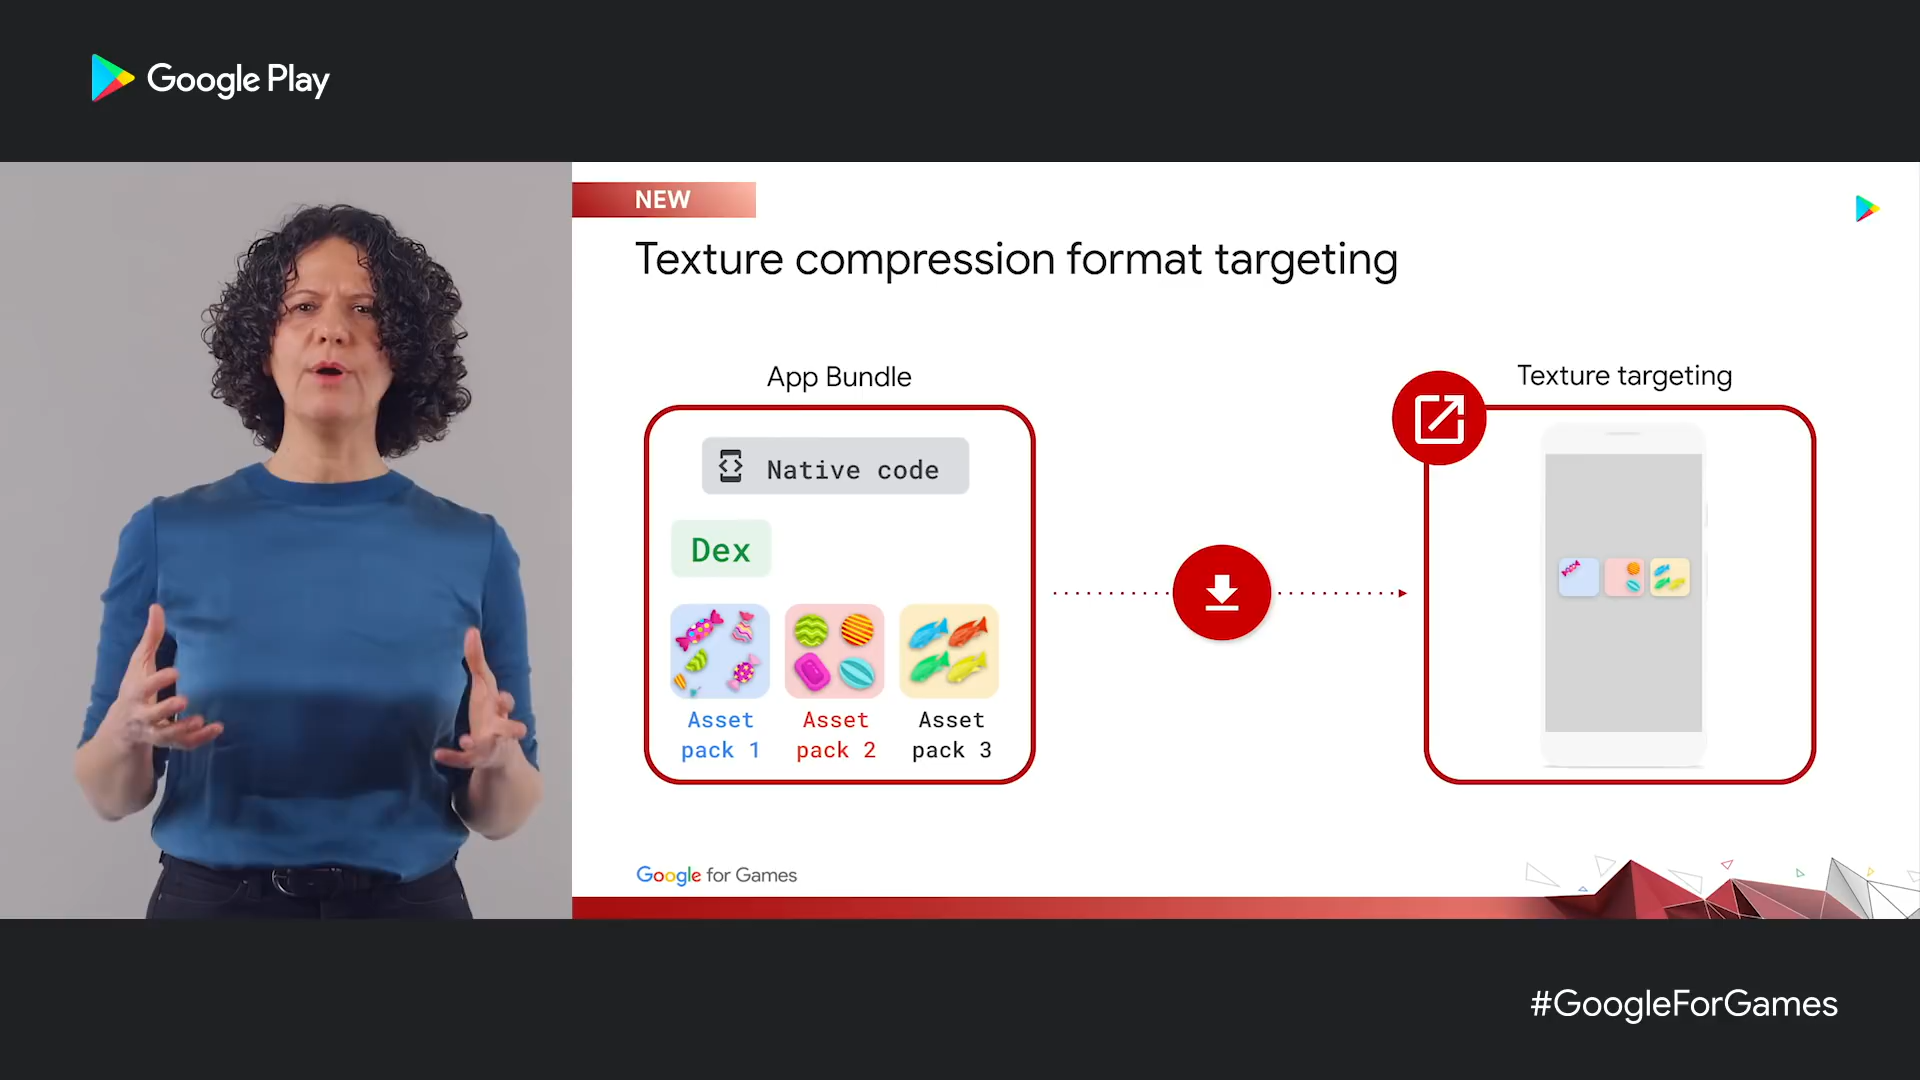 Google Play
NEW
Texture compression format targeting
App Bundle
Texture targeting
Native code
Dex
Asset
pack 1
Asset
pack 2
Asset
pack 3
Google for Games
#GoogleForGames